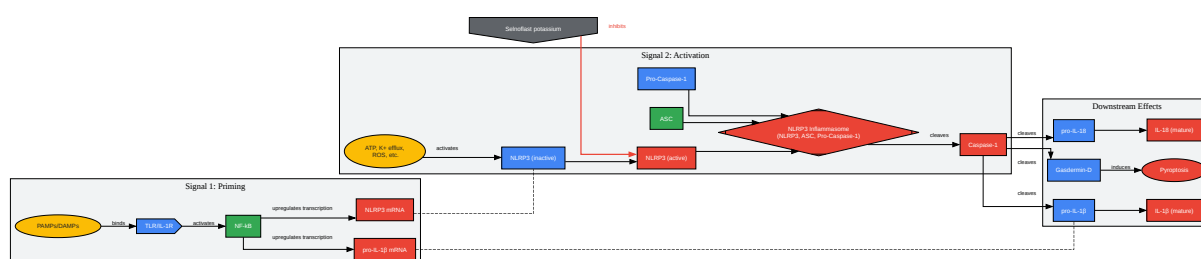 Selnoflast potassium
inhibits
Signal 2: Activation
Pro-Caspase-1
ASC
NLRP3 Inflammasome
(NLRP3, ASC, Pro-Caspase-1)
ATP, K+ efflux,
ROS, etc.
activates
NLRP3 (inactive)
NLRP3 (active)
cleaves
Caspase-1
Downstream Effects
cleaves
pro-IL-18
IL-18 (mature)
cleaves
Gasdermin-D
induces
Pyroptosis
cleaves
pro-IL-1β
IL-1β (mature)
Signal 1: Priming
PAMPs/DAMPs
binds
TLR/IL-1R
activates
NF-kB
upregulates transcription
NLRP3 mRNA
upregulates transcription
pro-IL-1β mRNA